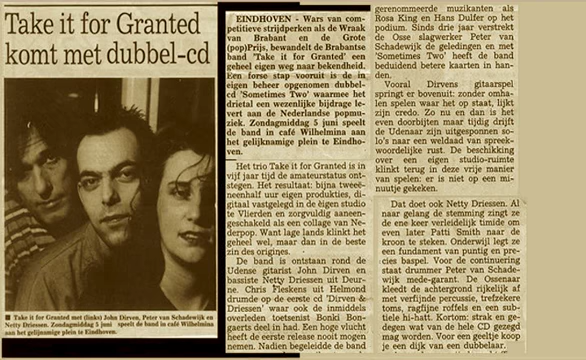 Take it for Granted
komt met dubbel-cd
■ Take it for Granted met (links) John Dirven, Peter van Schadewijk en
Netty Driessen. Zondagmiddag 5 juni speelt de band in café Wilhelmina
aan het gelijknamige plein te Eindhoven.
EINDHOVEN - Wars van com-
petitieve strijdperken als de Wraak
van Brabant en de Grote
(pop)Prijs, bewandelt de Brabantse
band 'Take it for Granted' een
geheel eigen weg naar bekendheid.
Een forse stap vooruit is de in
eigen beheer opgenomen dubbel-
cd 'Sometimes Two' waarmee het
drietal een wezenlijke bijdrage le-
vert aan de Nederlandse popmu-
ziek. Zondagmiddag 5 juni speelt
de band in café Wilhelmina aan
het gelijknamige plein te Eindho-
ven.
Het trio Take it for Granted is in
vijf jaar tijd de amateurstatus ont-
stegen. Het resultaat: bijna tweeë-
neenhalf uur eigen produkties, di-
gitaal vastgelegd in de eigen studio
te Vlierden en zorgvuldig aaneen-
geschakeld als een collage van Ne-
derpop. Want lage lands klinkt het
geheel wel, maar dan in de beste
zin des origines.
De band is ontstaan rond de
Udense gitarist John Dirven en
bassiste Netty Driessen uit Deur-
ne. Chris Fleskens uit Helmond
drumde op de eerste cd 'Dirven &
Driessen' waar ook de inmiddels
overleden toetsenist Bonki Bon-
gaerts deel in had. Een hoge vlucht
heeft de eerste release nooit mogen
nemen. Nadien begeleidde de band
gerenommeerde muzikanten als
Rosa King en Hans Dulfer op het
podium. Sinds drie jaar versterkt
de Osse slagwerker Peter van
Schadewijk de geledingen en met
'Sometimes Two' heeft de band
beduidend betere kaarten in han-
den.
Vooral Dirvens gitaarspel
springt er bovenuit: zonder omha-
len spelen waar het op staat, lijkt
zijn credo. Zo nu en dan is het
even doorbijten maar tijdig drijft
de Udenaar zijn uitgesponnen so-
lo's naar een weldaad van spreek-
woordelijke rust. De beschikking
over een eigen studio-ruimte
klinkt terug in deze vrije manier
van spelen: er is niet op een mi-
nuutje gekeken.
Dat doet ook Netty Driessen. Al
naar gelang de stemming zingt ze
de ene keer verleidelijk timide om
even later Patti Smith naar de
kroon te steken. Onderwijl legt ze
een fundament van puntig en pre-
cies baspel. Voor de continuering
staat drummer Peter van Schade-
wijk mede-garant. De Ossenaar
kleedt de achtergrond rijkelijk af
met verfijnde percussie, trefzekere
toms, ragfijne roffels en een sub-
tiele hi-hatt. Kortom: strak en ge-
degen wat van de hele CD gezegd
mag worden. Voor een geeltje koop
je een dijk van een dubbelaar.